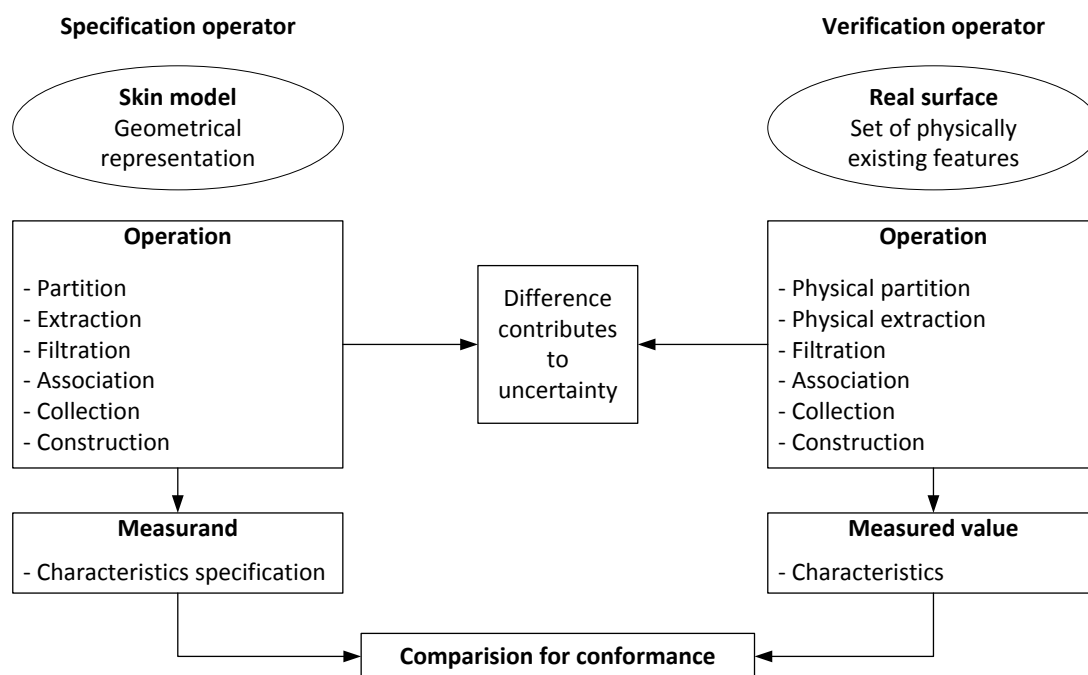 Specification operator
Verification operator
Skin model
Geometrical
representation
Real surface
Set of physically
existing features
Operation
- Partition
- Extraction
- Filtration
- Association
- Collection
- Construction
Difference
contributes
to
uncertainty
Operation
- Physical partition
- Physical extraction
- Filtration
- Association
- Collection
- Construction
Measurand
- Characteristics specification
Measured value
- Characteristics
Comparision for conformance